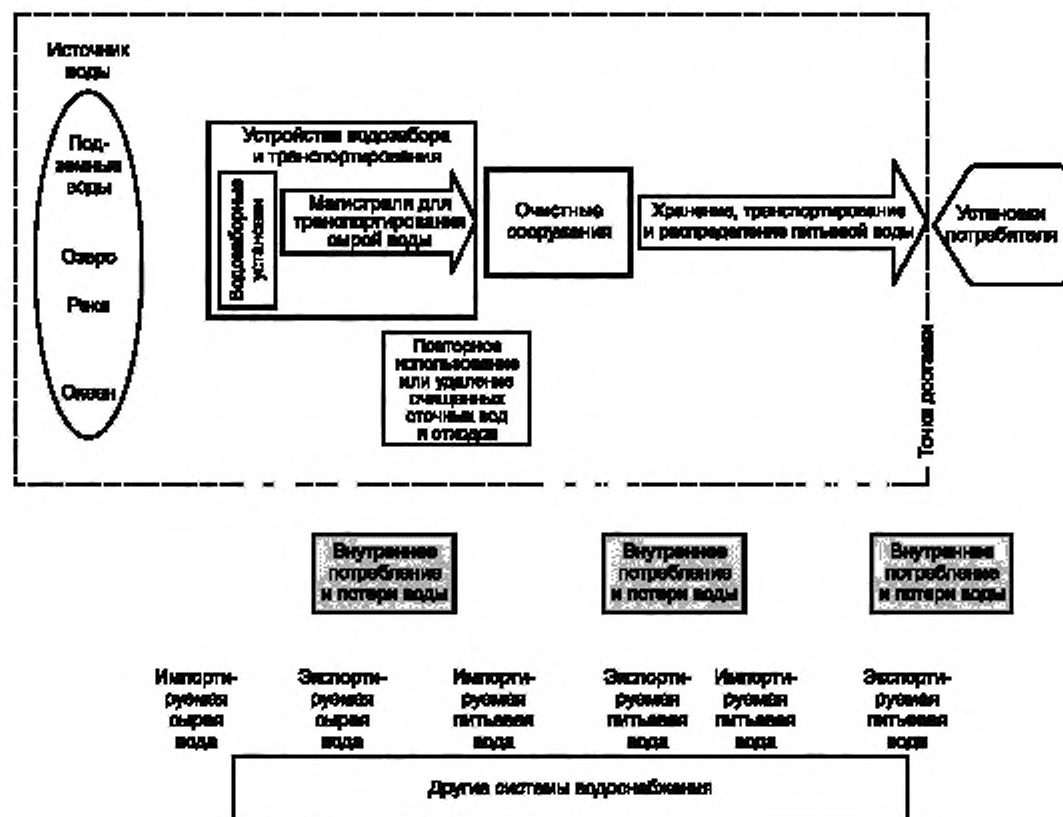 Источник
воды
Под-
земные
воды
Озеро
Река
Океан
Устройства водозабора
и транспортирования
Водозаборные
установки
Магистрали для
транспортирования
сырой воды
Очистные
сооружения
Хранение, транспортирование
и распределение питьевой воды
Установки
потребителя
Точка доставки
Повторное
использование
или удаление
очищенных
сточных вод
и отходов
Внутреннее
потребление
и потери воды
Внутреннее
потребление
и потери воды
Внутреннее
потребление
и потери воды
Импорти-
руемая
сырая
вода
Экспорти-
руемая
сырая
вода
Импорти-
руемая
питьевая
вода
Экспорти-
руемая
питьевая
вода
Импорти-
руемая
питьевая
вода
Экспорти-
руемая
питьевая
вода
Другие системы водоснабжения